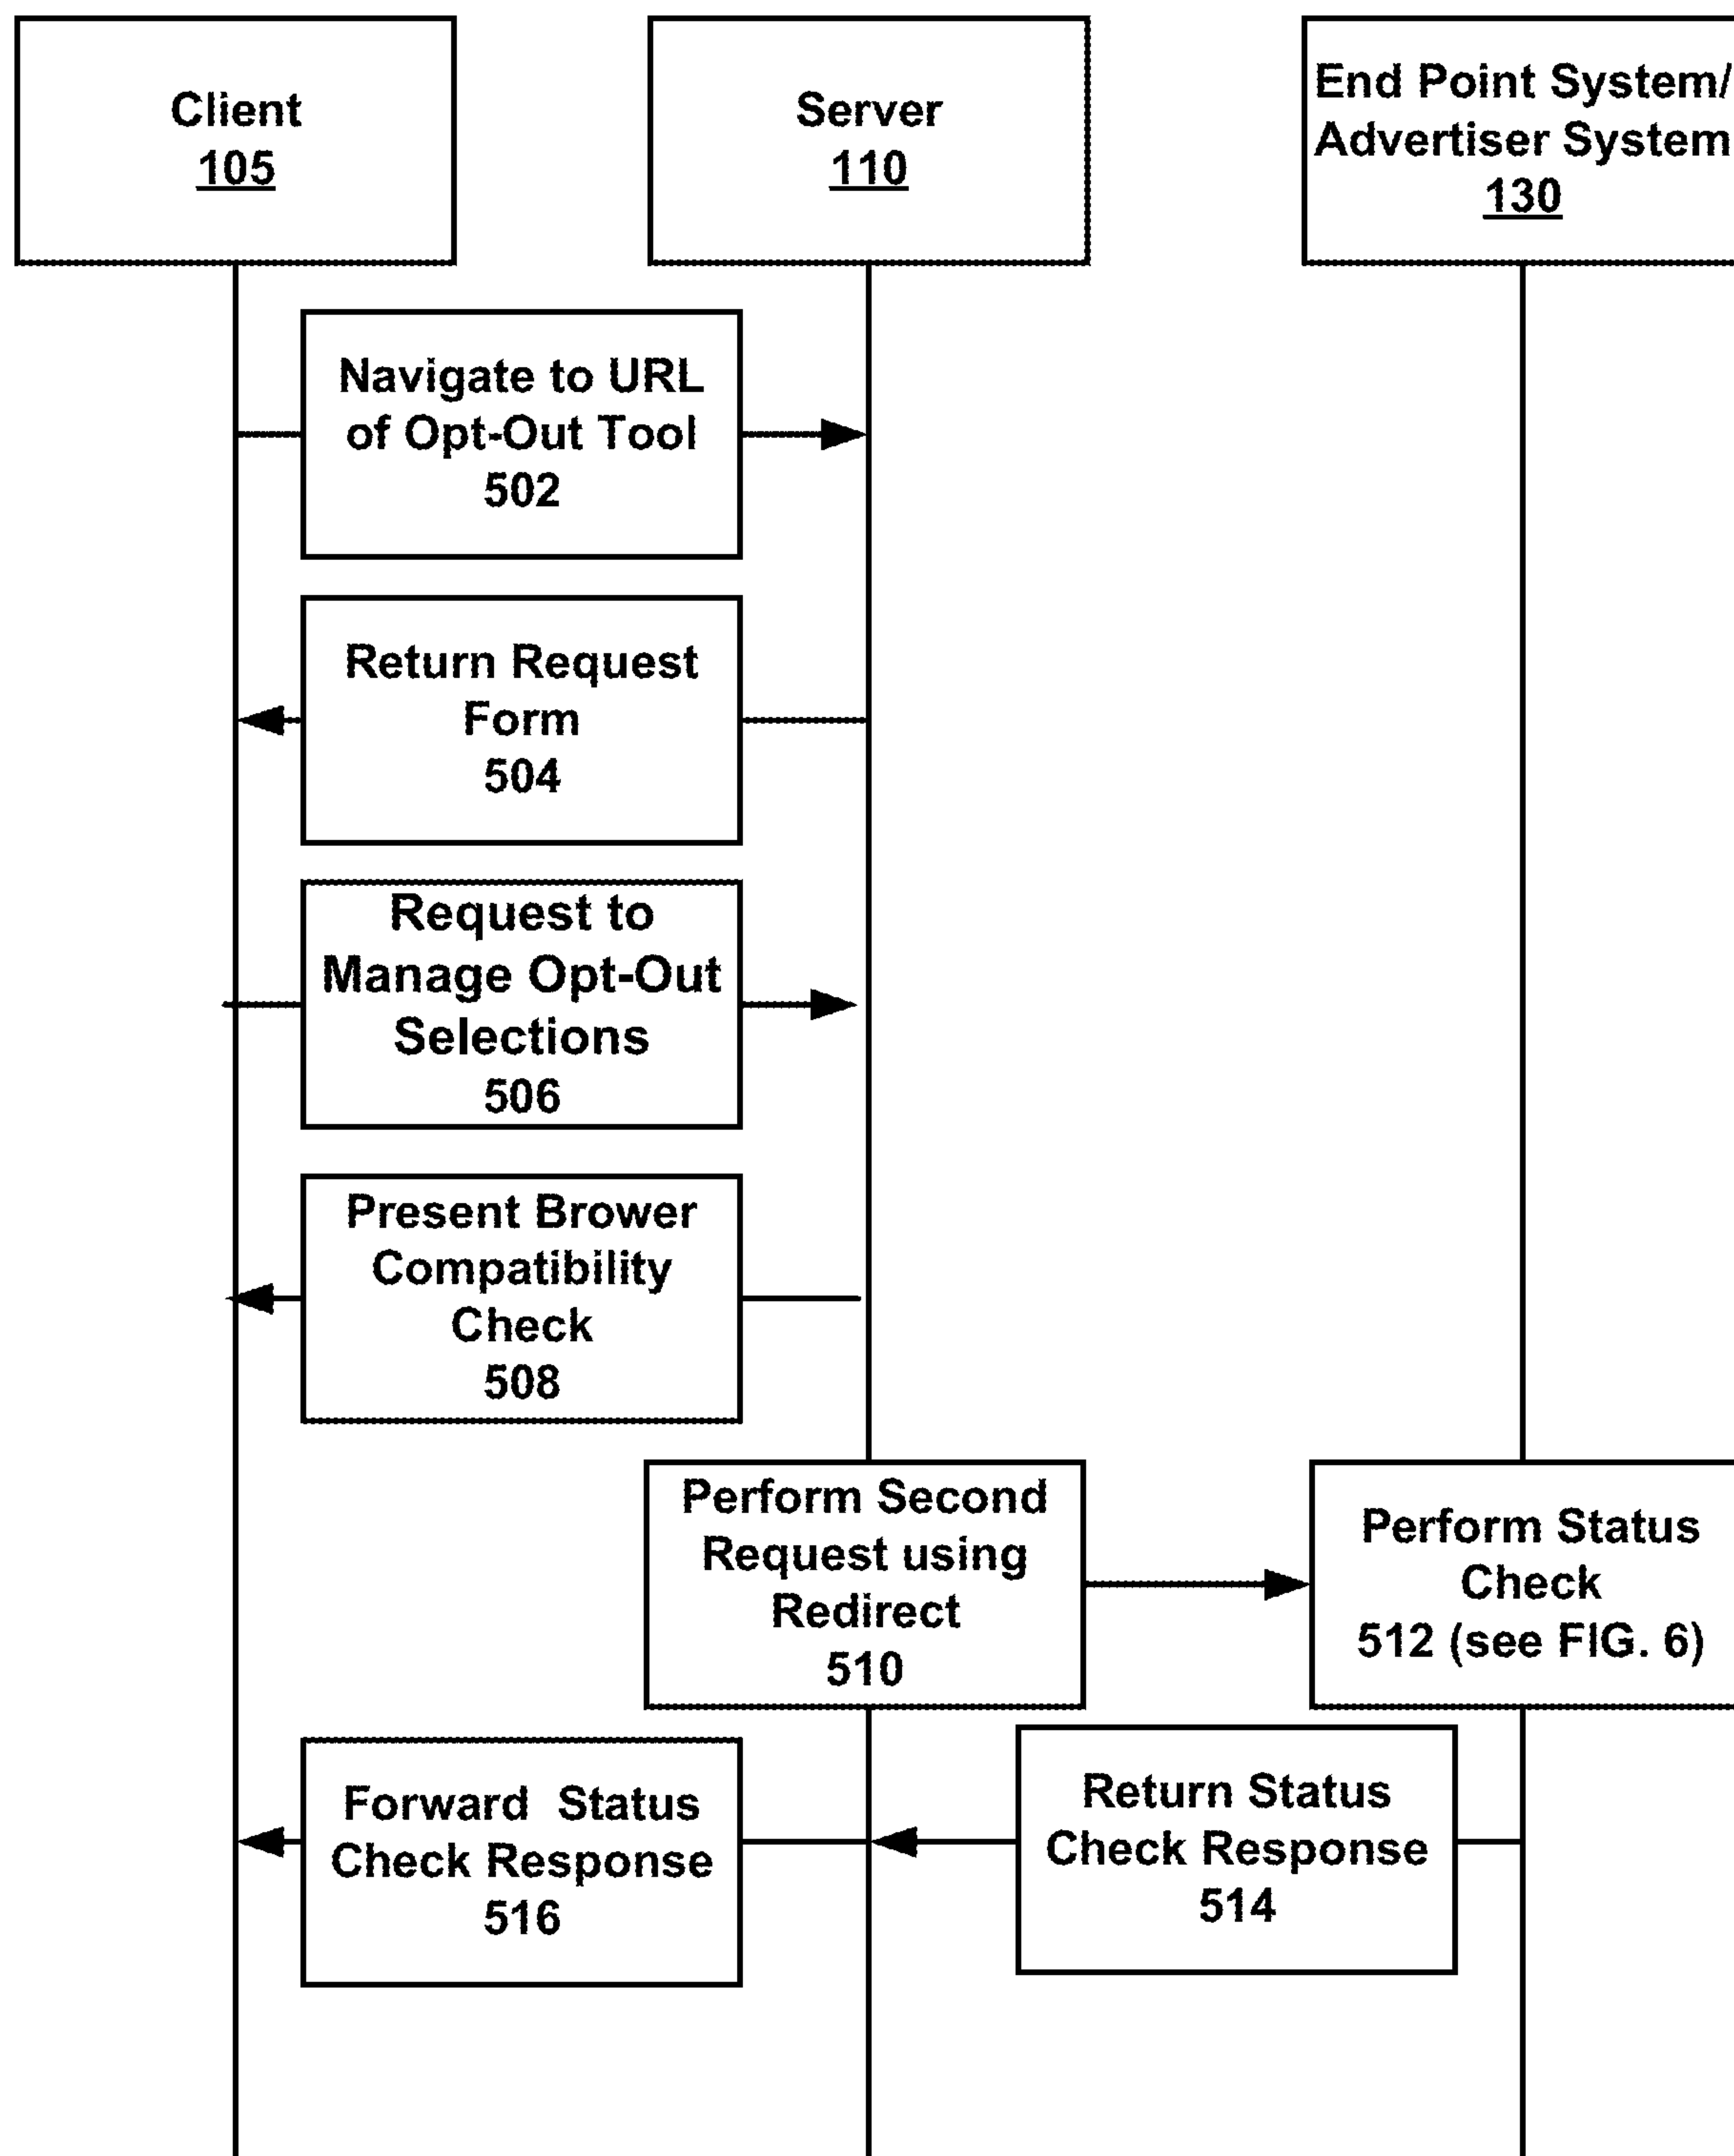 Client
105
Server
110
End Point System/
Advertiser System
130
Navigate to URL
of Opt-Out Tool
502
Return Request
Form
504
Request to
Manage Opt-Out
Selections
506
Present Brower
Compatibility
Check
508
Perform Second
Request using
Redirect
510
Perform Status
Check
512 (see FIG. 6)
Forward Status
Check Response
516
Return Status
Check Response
514